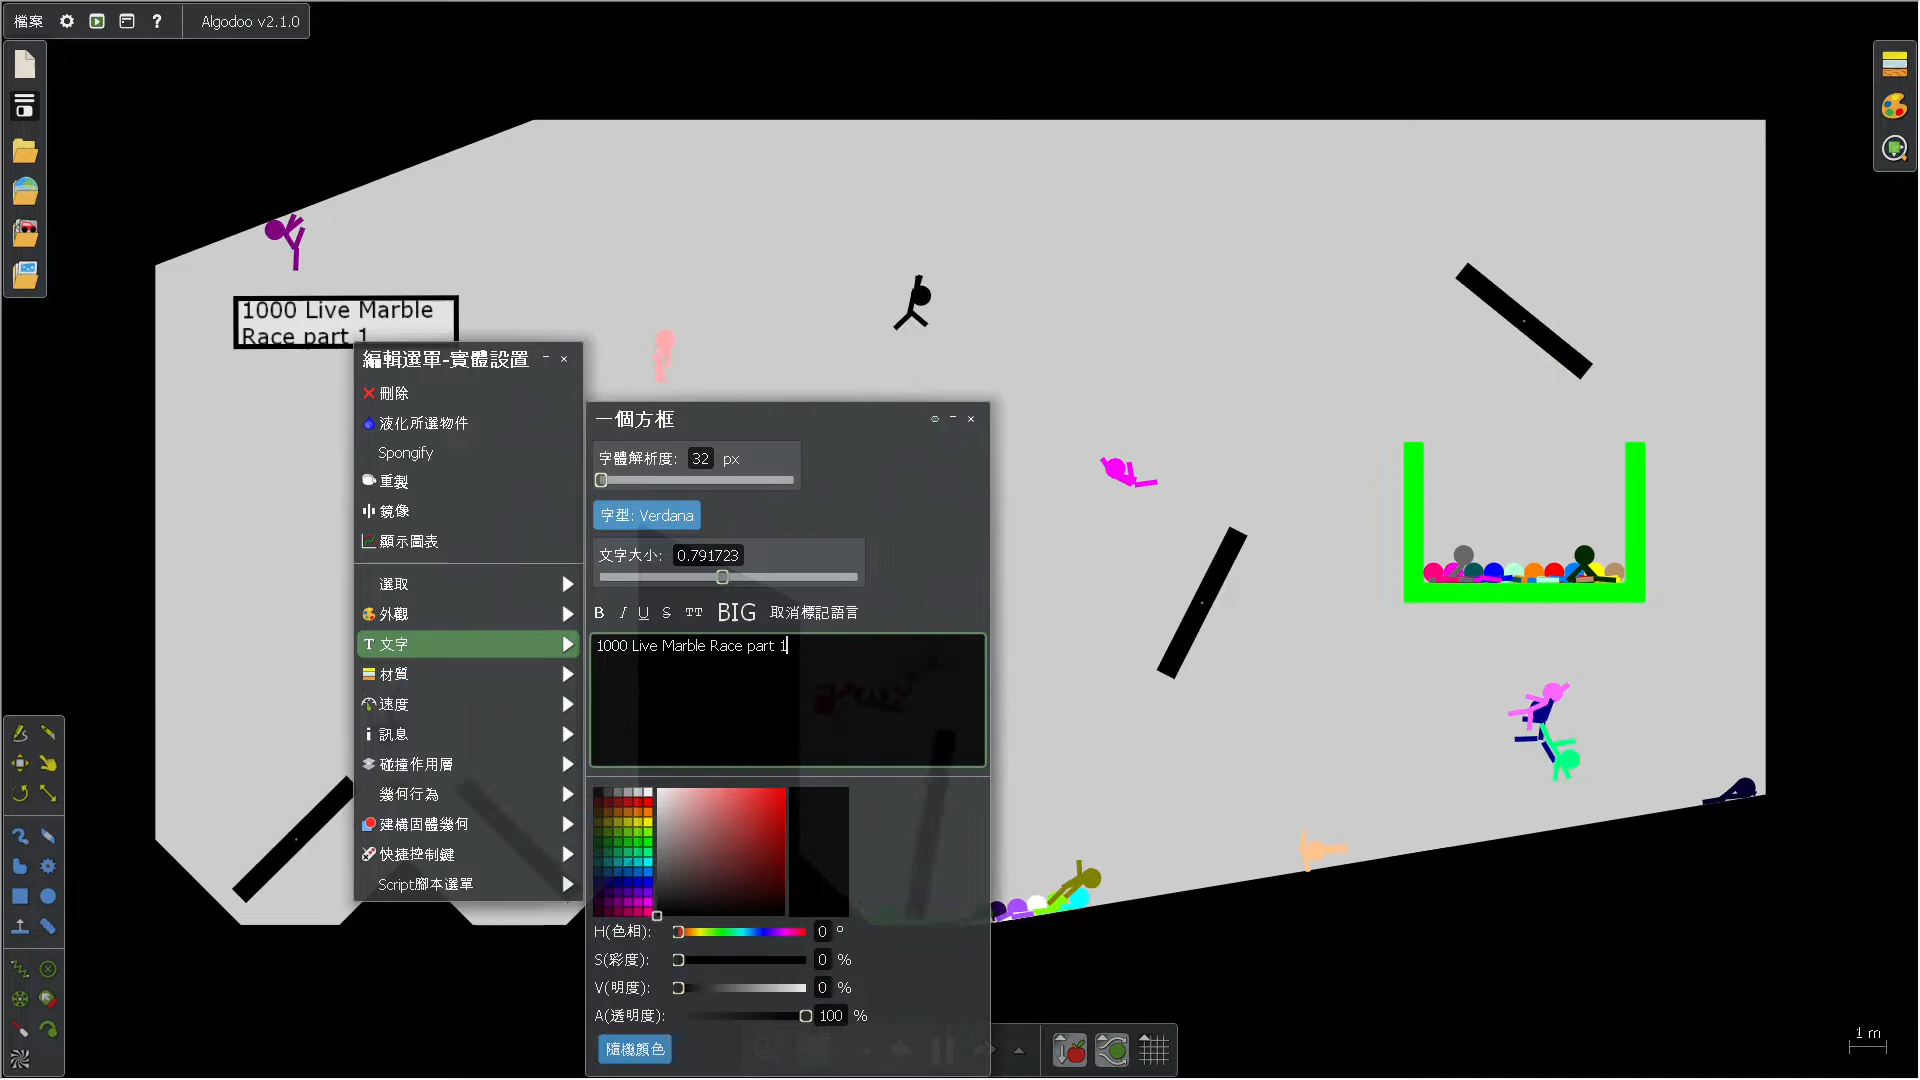 檔案
?
Algodoo v2.1.0
1000 Live Marble
Race part 1
編輯選單-實體設置
刪除
液化所選物件
Spongify
重製
鏡像
顯示圖表
選取
外觀
T 文字
材質
速度
訊息
碰撞作用層
幾何行為
建構固體幾何
快捷控制鍵
Script腳本選單
一個方框
字體解析度: 32 px
字型: Verdana
文字大小: 0.791723
B I U S TT BIG 取消標記語言
1000 Live Marble Race part 1
H(色相): 0 °
S(彩度): 0 %
V(明度): 0 %
A(透明度): 100 %
隨機顏色
1 m